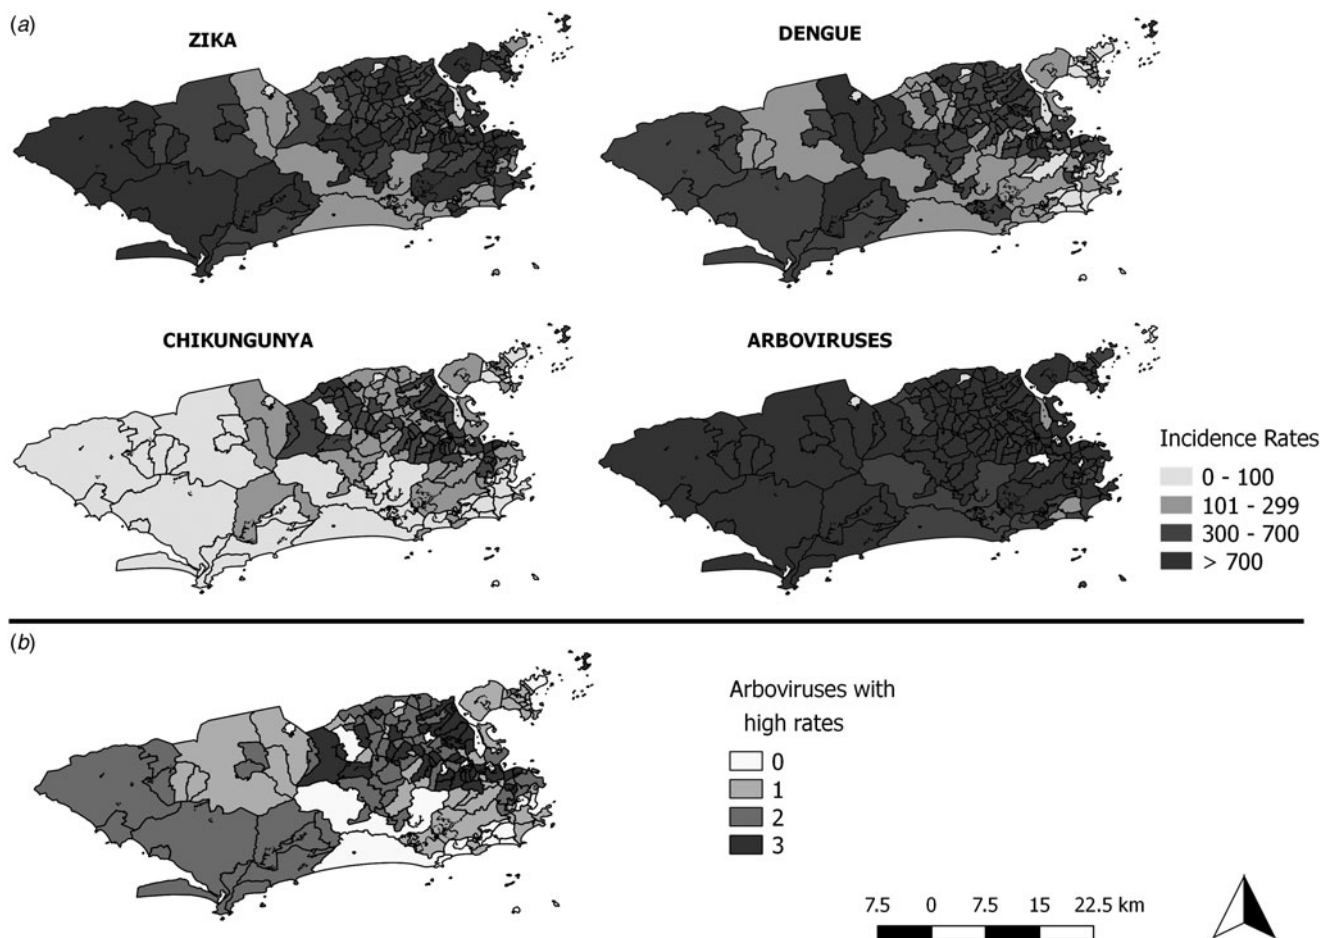 (a)
ZIKA
DENGUE
CHIKUNGUNYA
ARBOVIRUSES
Incidence Rates
0 - 100
101 - 299
300 - 700
> 700
(b)
Arboviruses with
high rates
0
1
2
3
7.5 0 7.5 15 22.5 km